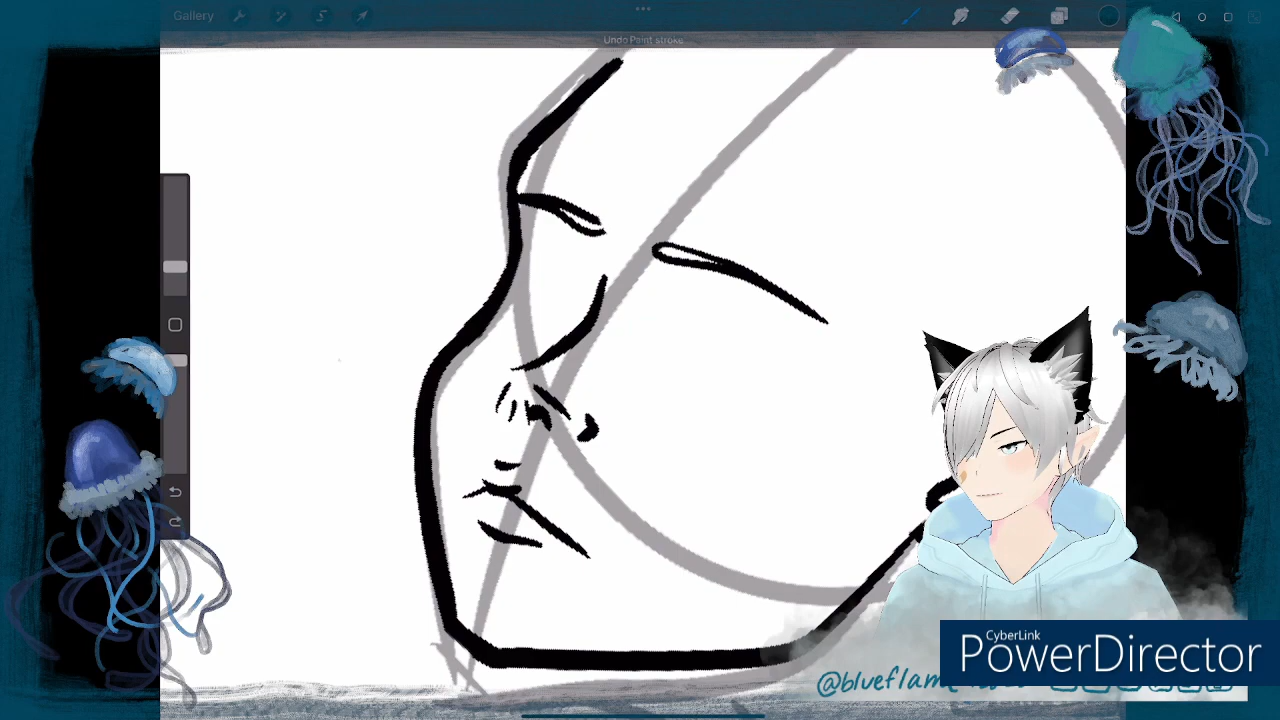 Gallery
Undo Paint stroke
CyberLink
PowerDirector
@blueflam